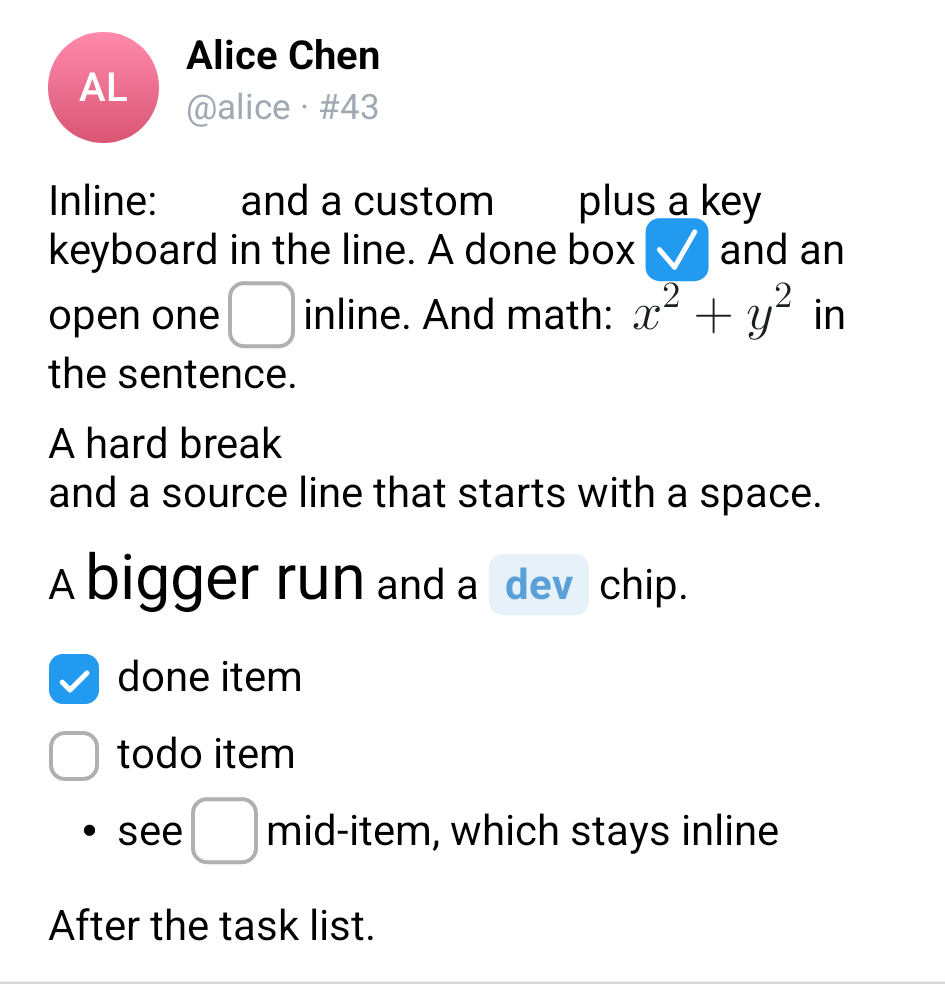 AL
Alice Chen
@alice · #43
Inline: and a custom plus a key
keyboard in the line. A done box ☑ and an
open one ☐ inline. And math: x² + y² in
the sentence.
A hard break
and a source line that starts with a space.
A bigger run and a dev chip.
☑ done item
☐ todo item
• see ☐ mid-item, which stays inline
After the task list.